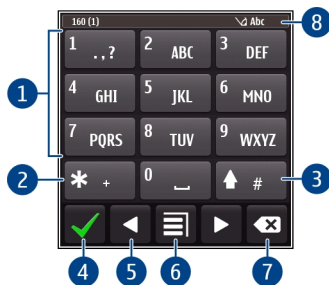 160 (1) Abc 8
1 .,? 2 ABC 3 DEF
1
4 GHI 5 JKL 6 MNO
7 PQRS 8 TUV 9 WXYZ
2 * + 0 # 3
4 5 6 7